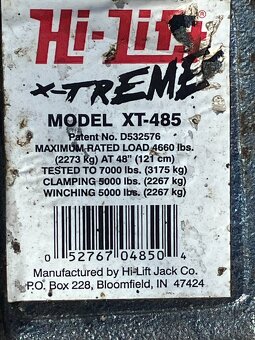 Hi-Lift
X-TREME
MODEL XT-485
Patent No. D532576
MAXIMUM RATED LOAD 4660 lbs.
(2273 kg) AT 48" (121 cm)
TESTED TO 7000 lbs. (3175 kg)
CLAMPING 5000 lbs. (2267 kg)
WINCHING 5000 lbs. (2267 kg)
0 52767 04850 4
Manufactured by Hi-Lift Jack Co.
P.O. Box 228, Bloomfield, IN 47424